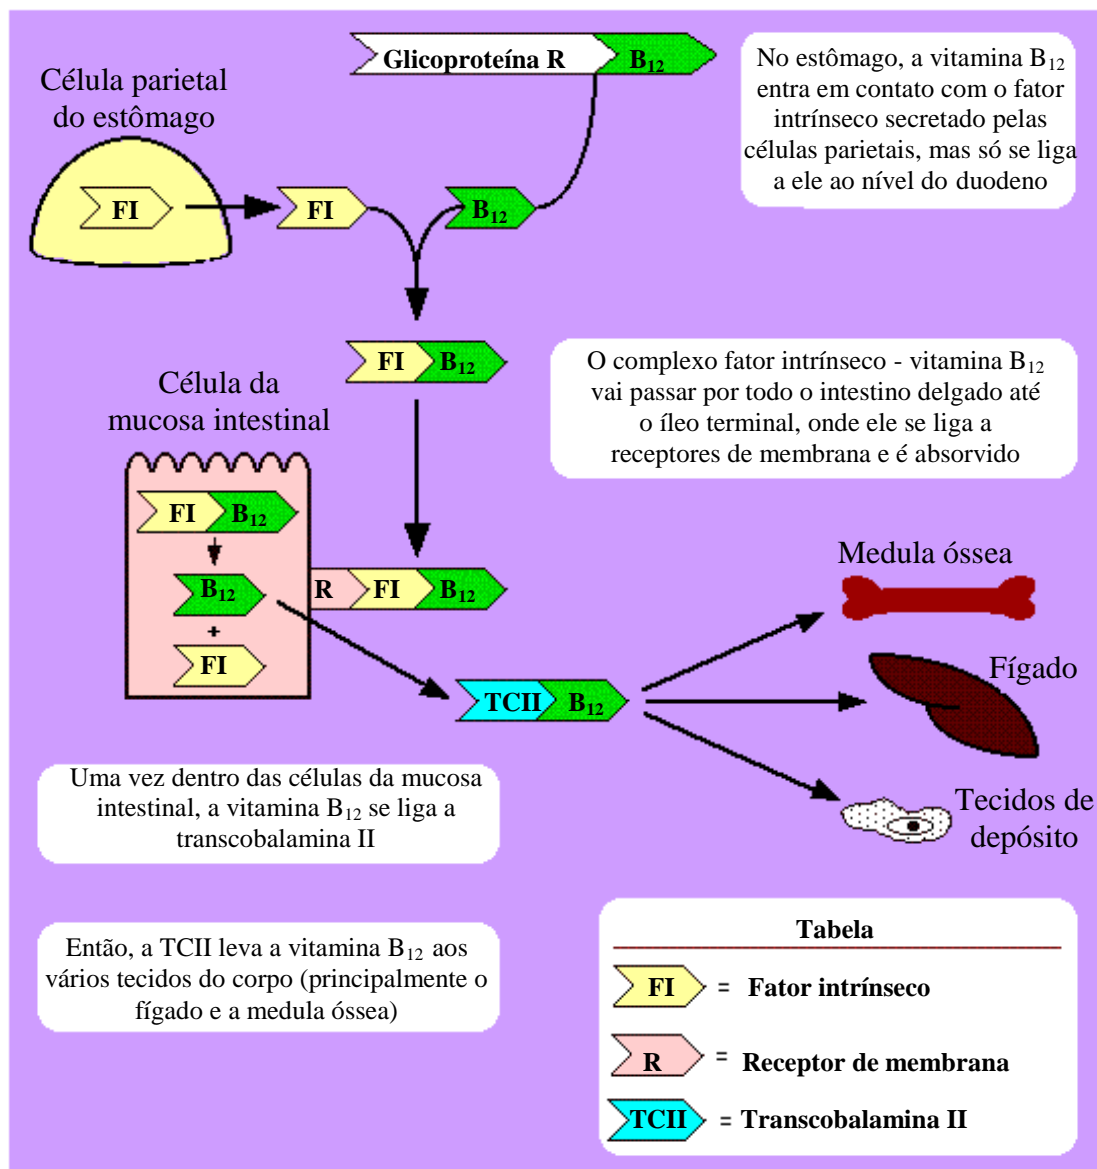 Glicoproteína R B₁₂
No estômago, a vitamina B₁₂
entra em contato com o fator
intrínseco secretado pelas
células parietais, mas só se liga
a ele ao nível do duodeno
Célula parietal
do estômago
FI
FI
B₁₂
FI B₁₂
O complexo fator intrínseco - vitamina B₁₂
vai passar por todo o intestino delgado até
o íleo terminal, onde ele se liga a
receptores de membrana e é absorvido
Célula da
mucosa intestinal
FI B₁₂
B₁₂
+
FI
R FI B₁₂
TCII B₁₂
Medula óssea
Fígado
Tecidos de
depósito
Uma vez dentro das células da mucosa
intestinal, a vitamina B₁₂ se liga a
transcobalamina II
Então, a TCII leva a vitamina B₁₂ aos
vários tecidos do corpo (principalmente o
fígado e a medula óssea)
Tabela
FI = Fator intrínseco
R = Receptor de membrana
TCII = Transcobalamina II